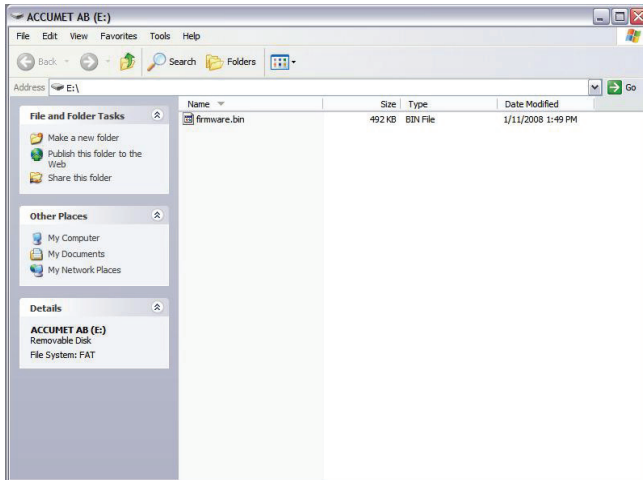 ACCUMET AB (E:)
File Edit View Favorites Tools Help
Back Search Folders
Address E:\ Go
Name Size Type Date Modified
firmware.bin 492 KB BIN File 1/11/2008 1:49 PM
File and Folder Tasks
Make a new folder
Publish this folder to the
Web
Share this folder
Other Places
My Computer
My Documents
My Network Places
Details
ACCUMET AB (E:)
Removable Disk
File System: FAT